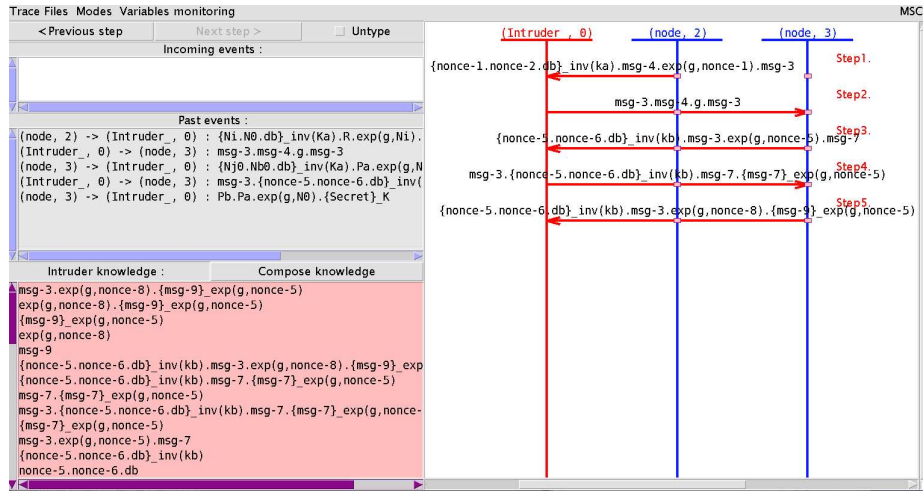 Trace Files Modes Variables monitoring MSC
<Previous step Next step > Untype
Incoming events :
Past events :
(node, 2) -> (Intruder_, 0) : {Ni.N0.db}_inv(Ka).R.exp(g,Ni).
(Intruder_, 0) -> (node, 3) : msg-3.msg-4.g.msg-3
(node, 3) -> (Intruder_, 0) : {Nj0.Nb0.db}_inv(Ka).Pa.exp(g,N
(Intruder_, 0) -> (node, 3) : msg-3.{nonce-5.nonce-6.db}_inv(
(node, 3) -> (Intruder_, 0) : Pb.Pa.exp(g,N0).{Secret}_K
Intruder knowledge : Compose knowledge
msg-3.exp(g,nonce-8).{msg-9}_exp(g,nonce-5)
exp(g,nonce-8).{msg-9}_exp(g,nonce-5)
{msg-9}_exp(g,nonce-5)
exp(g,nonce-8)
msg-9
{nonce-5.nonce-6.db}_inv(kb).msg-3.exp(g,nonce-8).{msg-9}_exp
{nonce-5.nonce-6.db}_inv(kb).msg-7.{msg-7}_exp(g,nonce-5)
msg-7.{msg-7}_exp(g,nonce-5)
msg-3.{nonce-5.nonce-6.db}_inv(kb).msg-7.{msg-7}_exp(g,nonce-
{msg-7}_exp(g,nonce-5)
msg-3.exp(g,nonce-5).msg-7
{nonce-5.nonce-6.db}_inv(kb)
nonce-5.nonce-6.db
(Intruder_, 0) (node, 2) (node, 3)
Step1.
{nonce-1.nonce-2.db}_inv(ka).msg-4.exp(g,nonce-1).msg-3
Step2.
msg-3.msg-4.g.msg-3
Step3.
{nonce-5.nonce-6.db}_inv(kb).msg-3.exp(g,nonce-5).msg-7
Step4.
msg-3.{nonce-5.nonce-6.db}_inv(kb).msg-7.{msg-7}_exp(g,nonce-5)
Step5.
{nonce-5.nonce-6.db}_inv(kb).msg-3.exp(g,nonce-8).{msg-9}_exp(g,nonce-5)